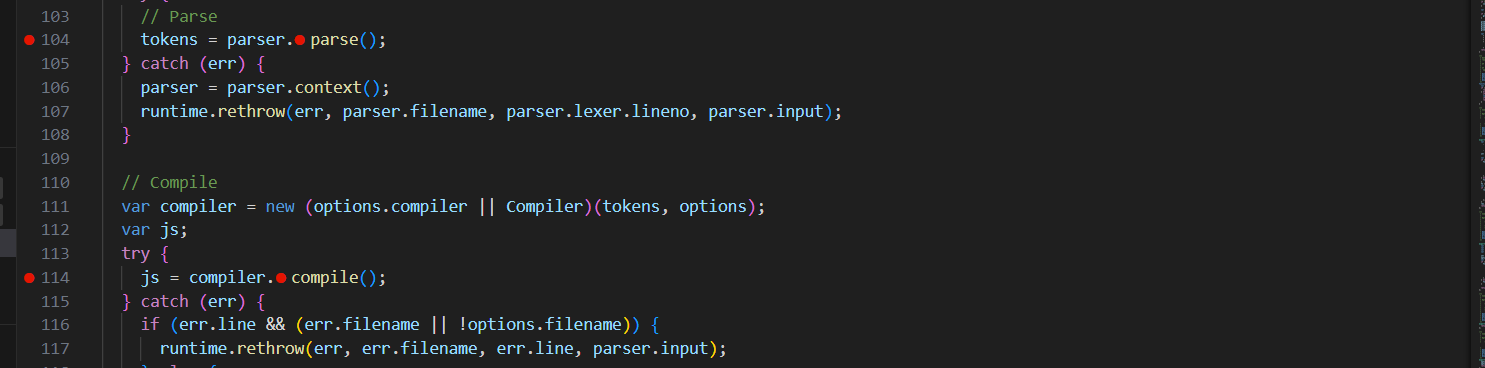 103 // Parse
104 tokens = parser.parse();
105 } catch (err) {
106 parser = parser.context();
107 runtime.rethrow(err, parser.filename, parser.lexer.lineno, parser.input);
108 }
109
110 // Compile
111 var compiler = new (options.compiler || Compiler)(tokens, options);
112 var js;
113 try {
114 js = compiler.compile();
115 } catch (err) {
116 if (err.line && (err.filename || !options.filename)) {
117 runtime.rethrow(err, err.filename, err.line, parser.input);